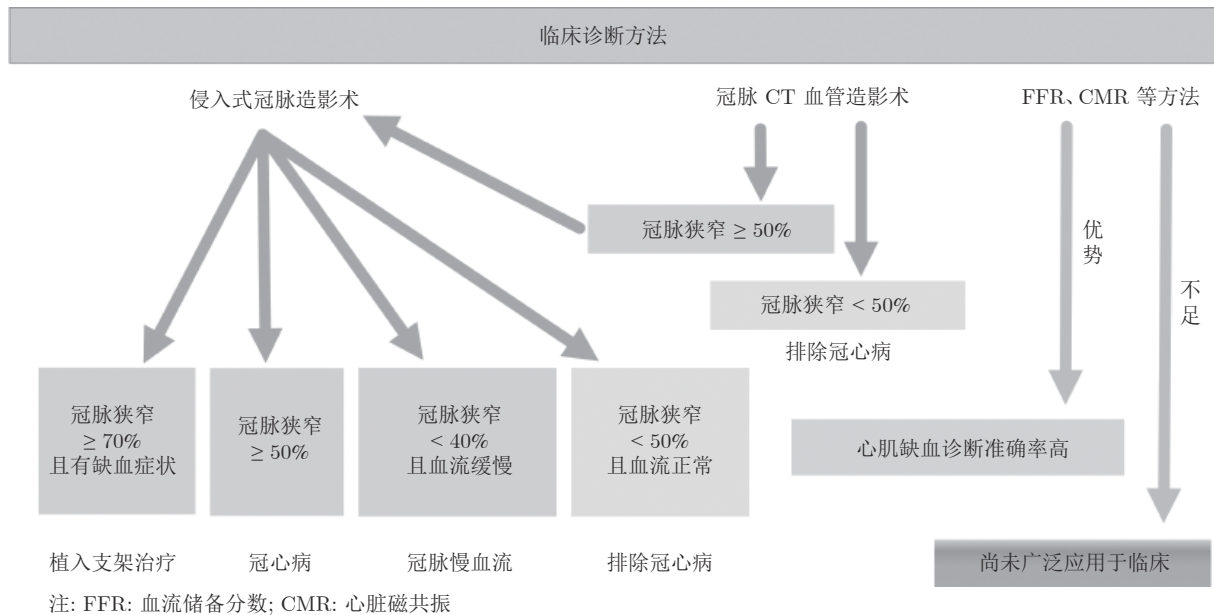 临床诊断方法
侵入式冠脉造影术
冠脉 CT 血管造影术
FFR、CMR 等方法
冠脉狭窄 ≥ 50%
优势
冠脉狭窄 < 50%
不足
排除冠心病
冠脉狭窄
≥ 70%
且有缺血症状
冠脉狭窄
≥ 50%
冠脉狭窄
< 40%
且血流缓慢
冠脉狭窄
< 50%
且血流正常
心肌缺血诊断准确率高
植入支架治疗
冠心病
冠脉慢血流
排除冠心病
尚未广泛应用于临床
注: FFR: 血流储备分数; CMR: 心脏磁共振